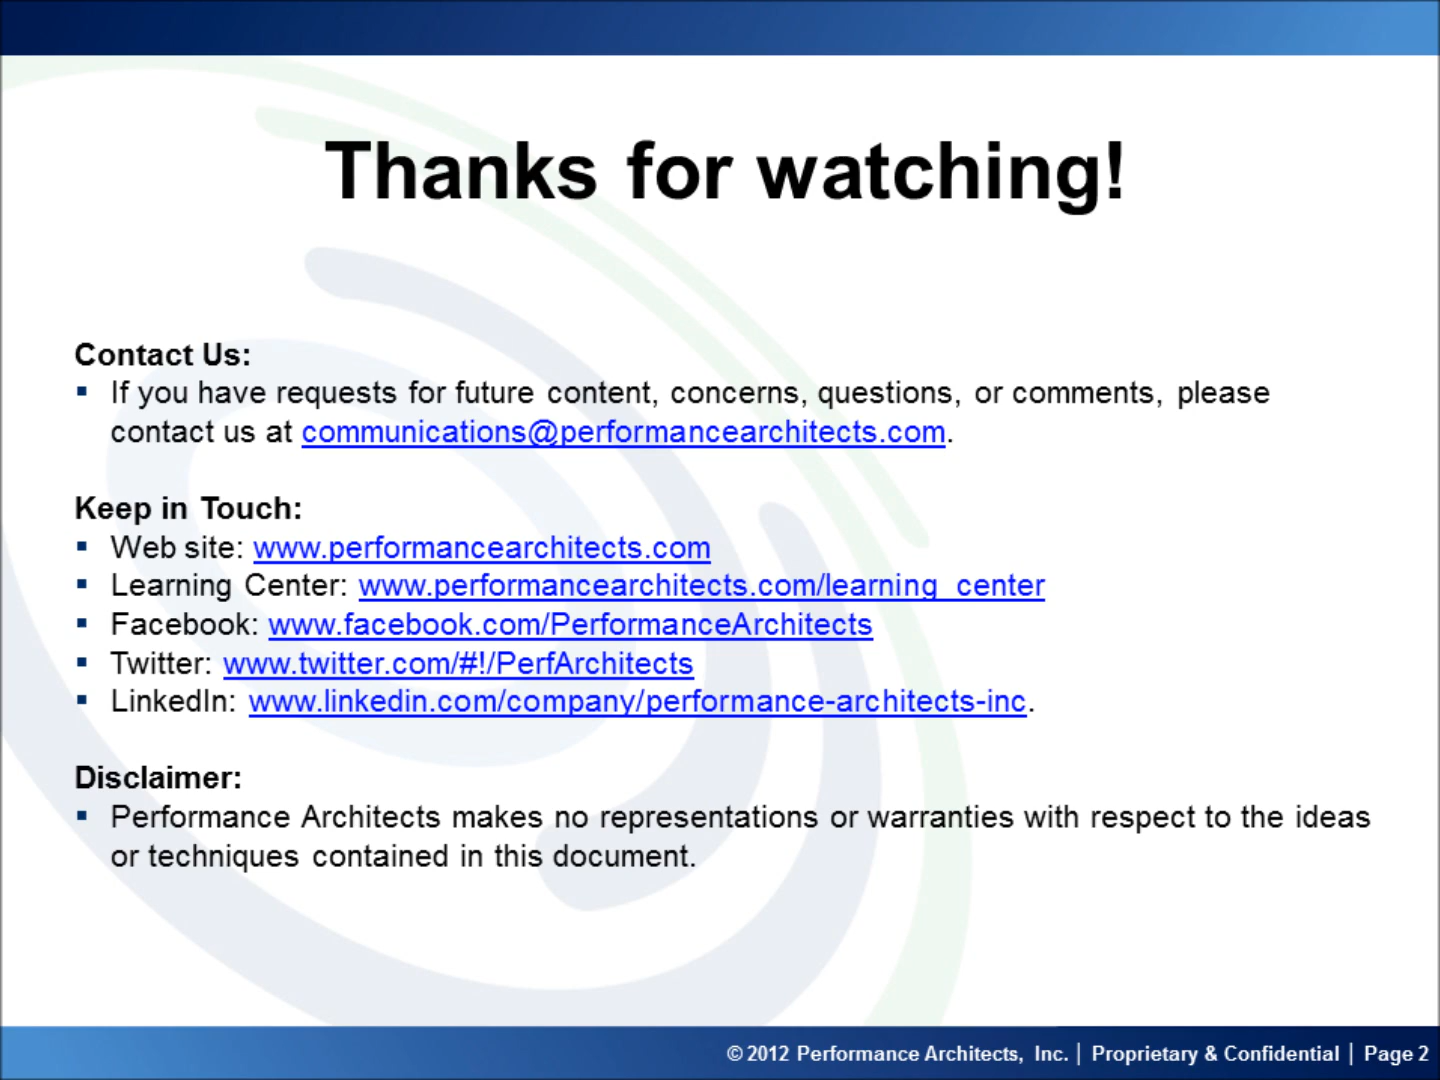 Thanks for watching!
Contact Us:
▪ If you have requests for future content, concerns, questions, or comments, please
contact us at communications@performancearchitects.com.
Keep in Touch:
▪ Web site: www.performancearchitects.com
▪ Learning Center: www.performancearchitects.com/learning_center
▪ Facebook: www.facebook.com/PerformanceArchitects
▪ Twitter: www.twitter.com/#!/PerfArchitects
▪ LinkedIn: www.linkedin.com/company/performance-architects-inc.
Disclaimer:
▪ Performance Architects makes no representations or warranties with respect to the ideas
or techniques contained in this document.
© 2012 Performance Architects, Inc. | Proprietary & Confidential | Page 2